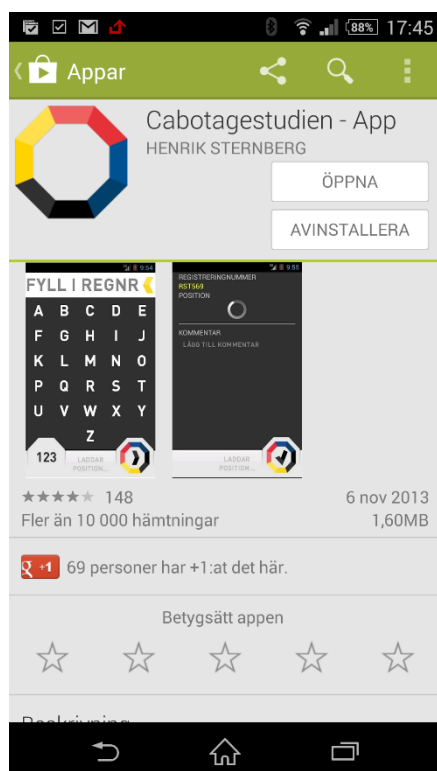 88% 17:45
Appar
Cabotagestudien - App
HENRIK STERNBERG
ÖPPNA
AVINSTALLERA
9:54
FYLL I REGNR
A B C D E
F G H I J
K L M N O
P Q R S T
U V W X Y
Z
123
LADDAR
POSITION...
9:55
REGISTRERINGNUMMER
RST569
POSITION
KOMMENTAR
LÄGG TILL KOMMENTAR
LADDAR
POSITION...
148 6 nov 2013
Fler än 10 000 hämtningar 1,60MB
g +1 69 personer har +1:at det här.
Betygsätt appen
Beskrivning